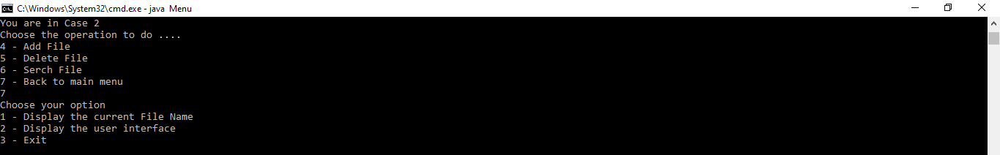 C:\Windows\System32\cmd.exe - java  Menu
You are in Case 2
Choose the operation to do ....
4 - Add File
5 - Delete File
6 - Serch File
7 - Back to main menu
7
Choose your option
1 - Display the current File Name
2 - Display the user interface
3 - Exit